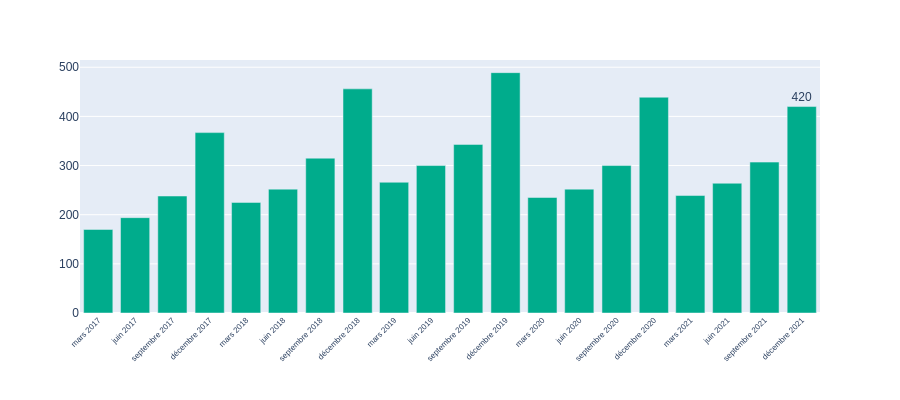 500
400
300
200
100
0
420
mars 2017
juin 2017
septembre 2017
décembre 2017
mars 2018
juin 2018
septembre 2018
décembre 2018
mars 2019
juin 2019
septembre 2019
décembre 2019
mars 2020
juin 2020
septembre 2020
décembre 2020
mars 2021
juin 2021
septembre 2021
décembre 2021